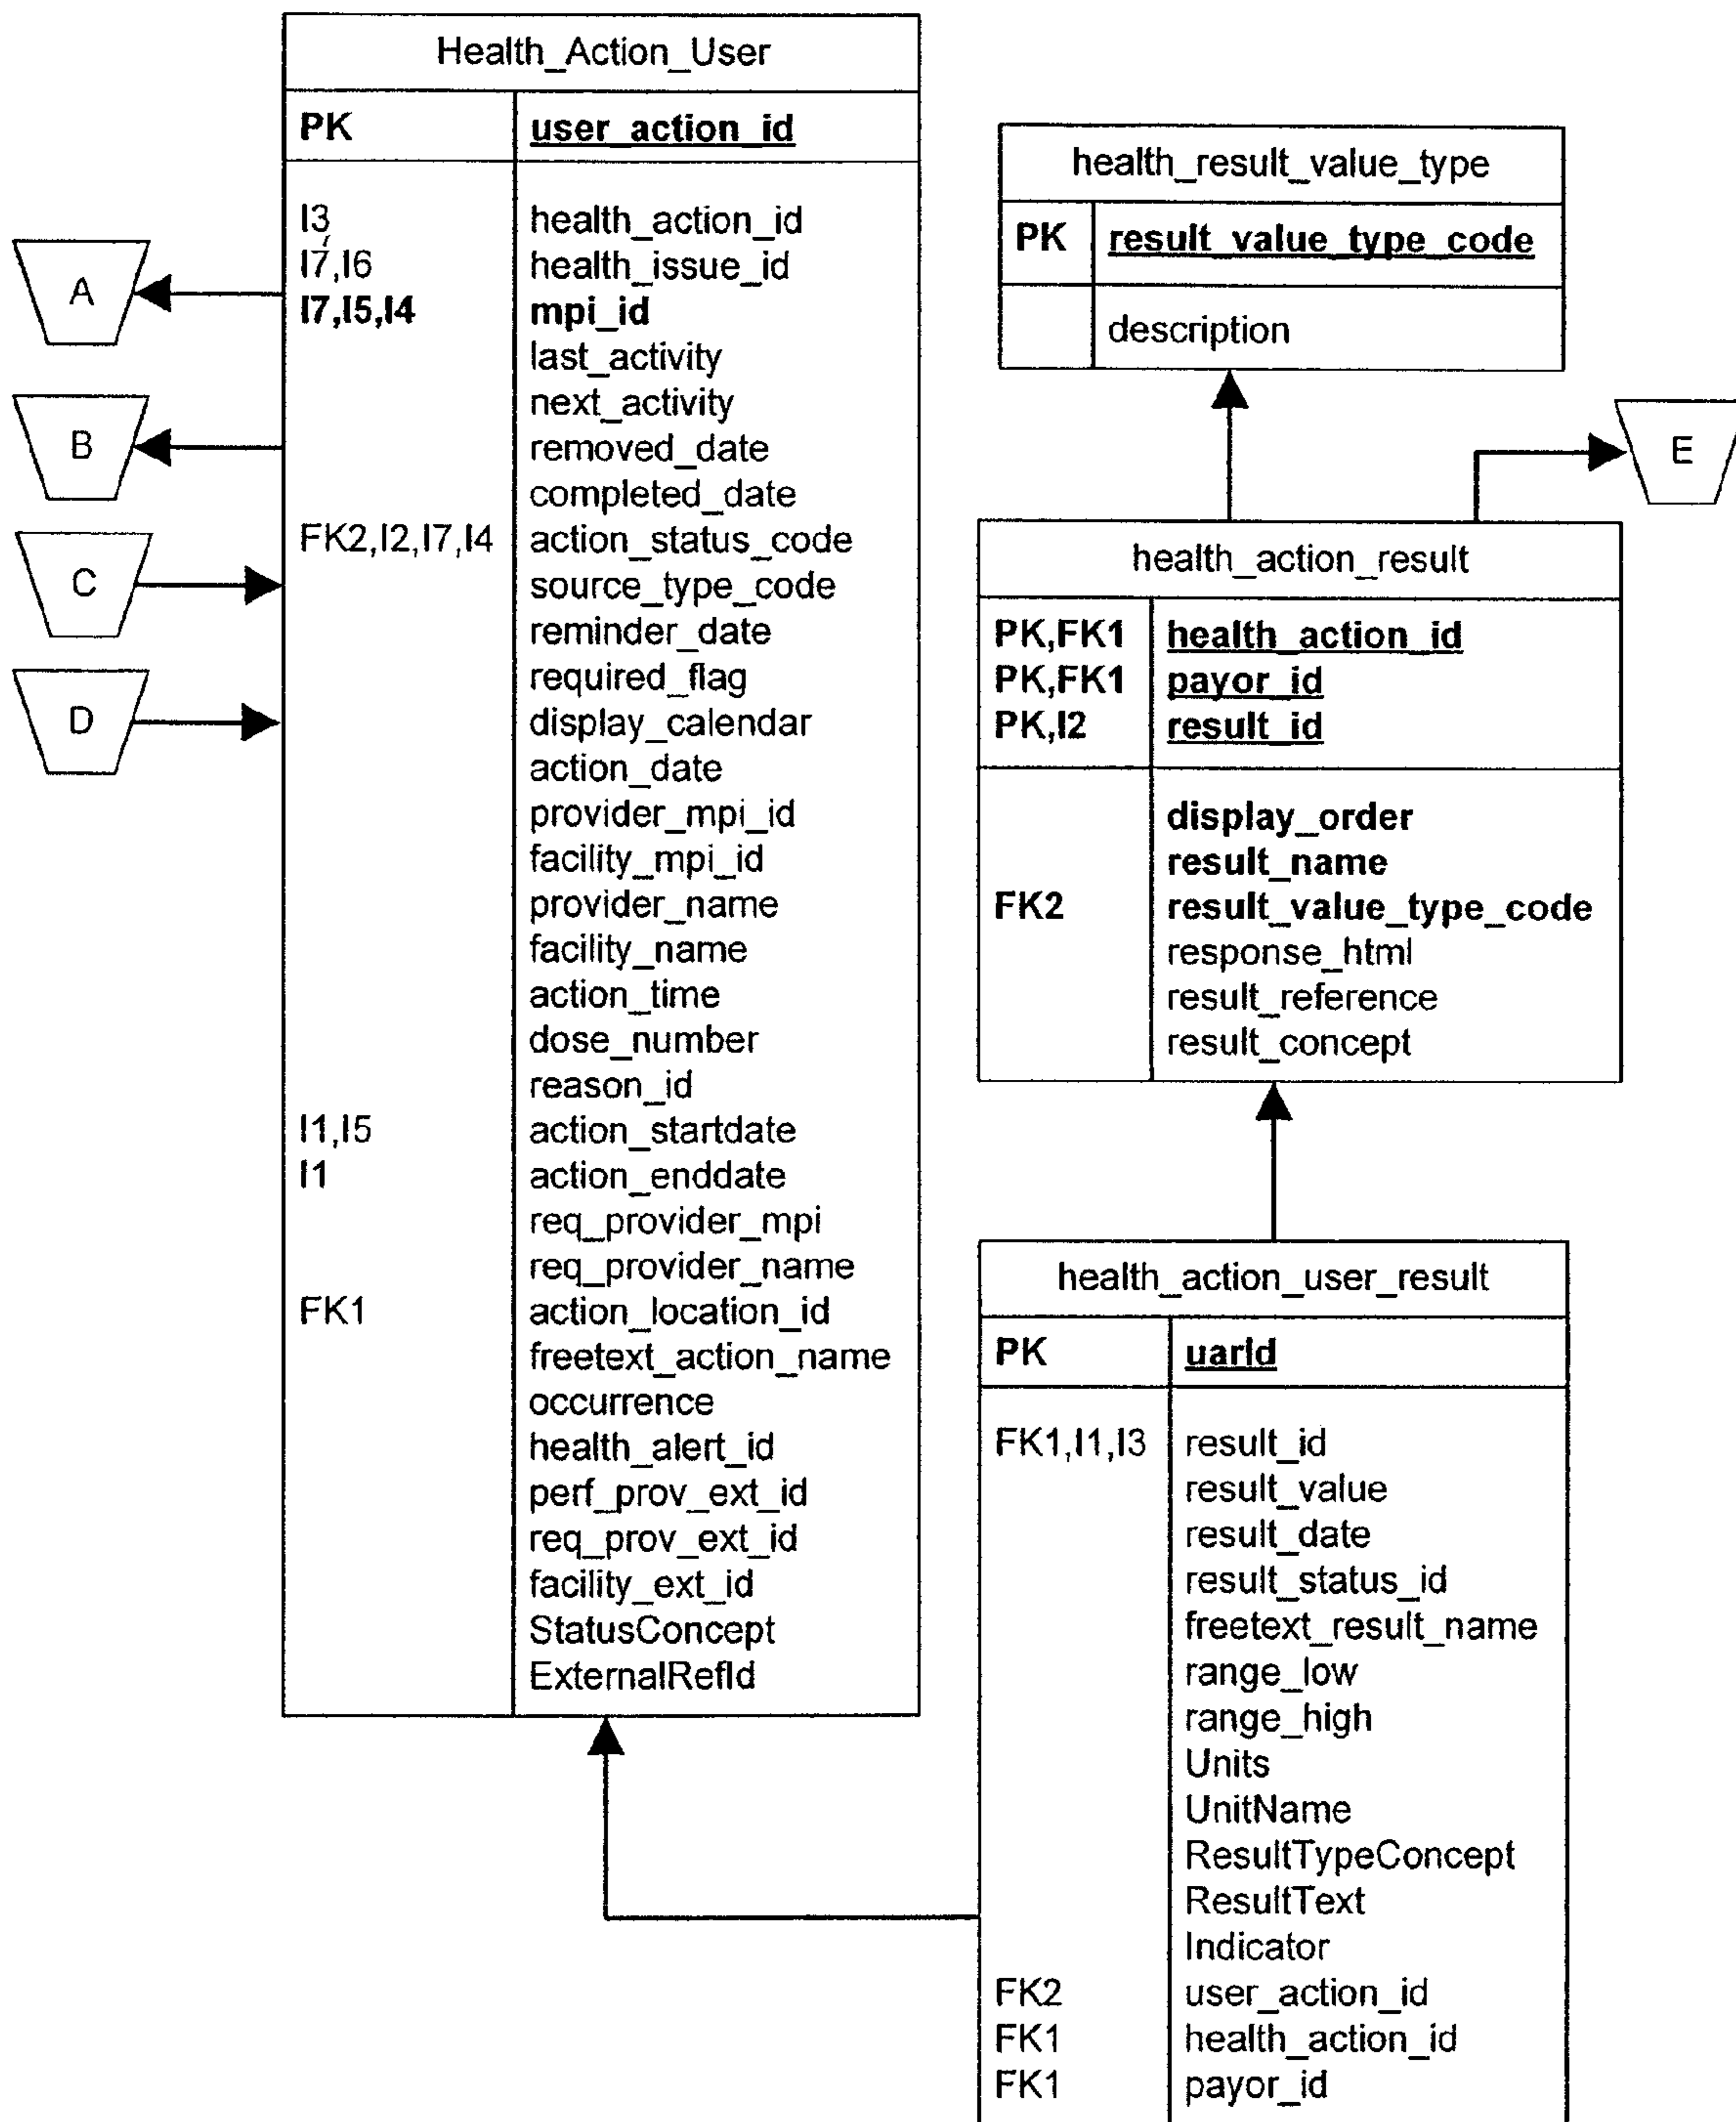 Health_Action_User
PK user_action_id
I3 health_action_id
I7,I6 health_issue_id
I7,I5,I4 mpi_id
last_activity
next_activity
removed_date
completed_date
FK2,I2,I7,I4 action_status_code
source_type_code
reminder_date
required_flag
display_calendar
action_date
provider_mpi_id
facility_mpi_id
provider_name
facility_name
action_time
dose_number
reason_id
I1,I5 action_startdate
I1 action_enddate
req_provider_mpi
req_provider_name
FK1 action_location_id
freetext_action_name
occurrence
health_alert_id
perf_prov_ext_id
req_prov_ext_id
facility_ext_id
StatusConcept
ExternalRefId
A
B
C
D
health_result_value_type
PK result_value_type_code
description
E
health_action_result
PK,FK1 health_action_id
PK,FK1 payor_id
PK,I2 result_id
display_order
result_name
FK2 result_value_type_code
response_html
result_reference
result_concept
health_action_user_result
PK uarId
FK1,I1,I3 result_id
result_value
result_date
result_status_id
freetext_result_name
range_low
range_high
Units
UnitName
ResultTypeConcept
ResultText
Indicator
FK2 user_action_id
FK1 health_action_id
FK1 payor_id